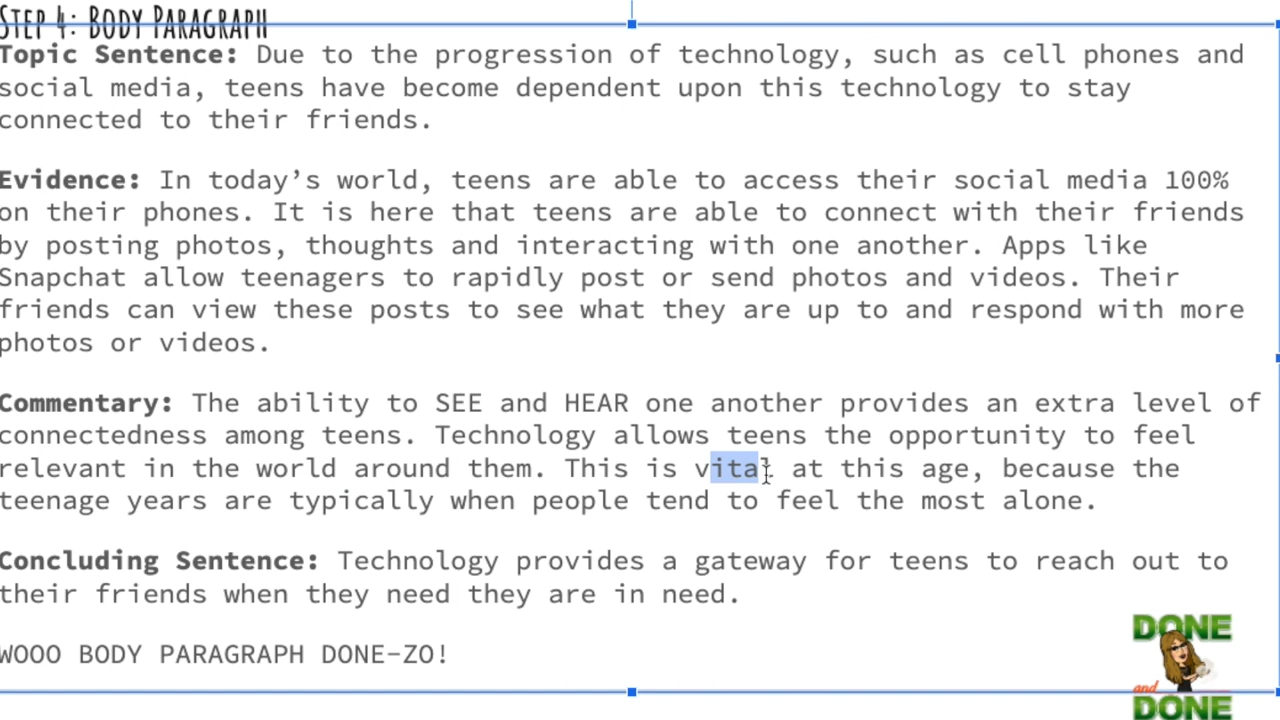 STEP 4: BODY PARAGRAPH
Topic Sentence: Due to the progression of technology, such as cell phones and
social media, teens have become dependent upon this technology to stay
connected to their friends.
Evidence: In today’s world, teens are able to access their social media 100%
on their phones. It is here that teens are able to connect with their friends
by posting photos, thoughts and interacting with one another. Apps like
Snapchat allow teenagers to rapidly post or send photos and videos. Their
friends can view these posts to see what they are up to and respond with more
photos or videos.
Commentary: The ability to SEE and HEAR one another provides an extra level of
connectedness among teens. Technology allows teens the opportunity to feel
relevant in the world around them. This is vital at this age, because the
teenage years are typically when people tend to feel the most alone.
Concluding Sentence: Technology provides a gateway for teens to reach out to
their friends when they need they are in need.
WOOO BODY PARAGRAPH DONE-ZO!
DONE
and
DONE